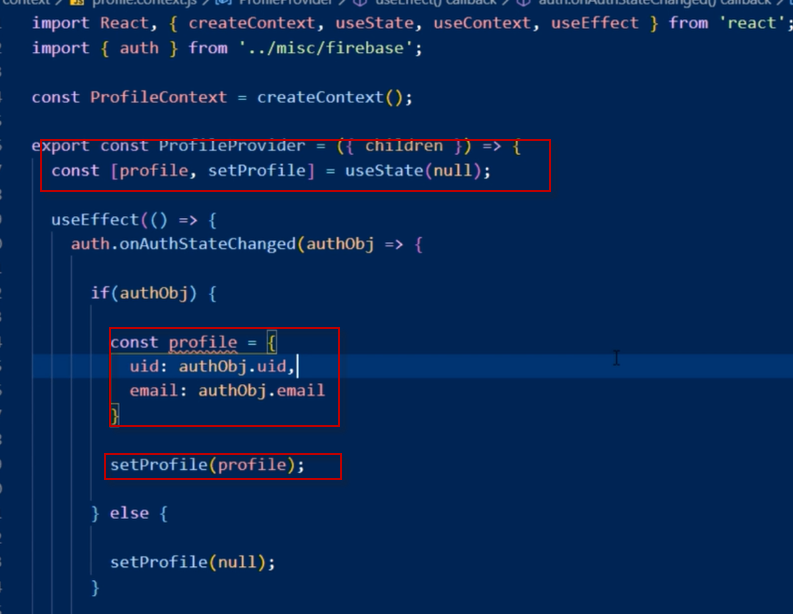 profile.context.js > ProfileProvider > useEffect() callback > auth.onAuthStateChanged() callback >
import React, { createContext, useState, useContext, useEffect } from 'react';
import { auth } from '../misc/firebase';
const ProfileContext = createContext();
export const ProfileProvider = ({ children }) => {
const [profile, setProfile] = useState(null);
useEffect(() => {
auth.onAuthStateChanged(authObj => {
if(authObj) {
const profile = {
uid: authObj.uid,
email: authObj.email
}
setProfile(profile);
} else {
setProfile(null);
}